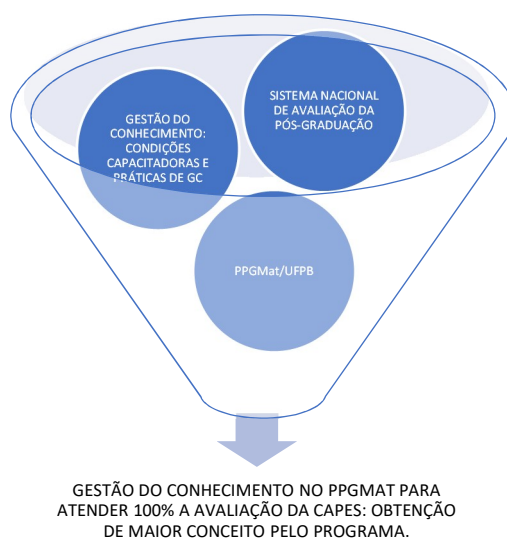 GESTÃO DO
CONHECIMENTO:
CONDIÇÕES
CAPACITADORAS E
PRÁTICAS DE GC
SISTEMA NACIONAL
DE AVALIAÇÃO DA
PÓS-GRADUAÇÃO
PPGMat/UFPB
GESTÃO DO CONHECIMENTO NO PPGMAT PARA
ATENDER 100% A AVALIAÇÃO DA CAPES: OBTENÇÃO
DE MAIOR CONCEITO PELO PROGRAMA.